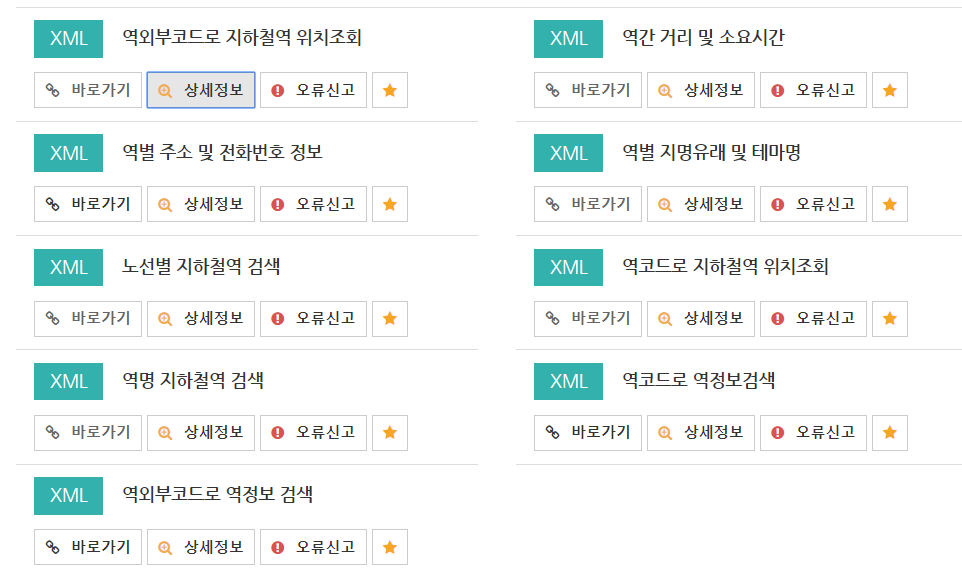 XML 역외부코드로 지하철역 위치조회
바로가기 상세정보 오류신고
XML 역간 거리 및 소요시간
바로가기 상세정보 오류신고
XML 역별 주소 및 전화번호 정보
바로가기 상세정보 오류신고
XML 역별 지명유래 및 테마명
바로가기 상세정보 오류신고
XML 노선별 지하철역 검색
바로가기 상세정보 오류신고
XML 역코드로 지하철역 위치조회
바로가기 상세정보 오류신고
XML 역명 지하철역 검색
바로가기 상세정보 오류신고
XML 역코드로 역정보검색
바로가기 상세정보 오류신고
XML 역외부코드로 역정보 검색
바로가기 상세정보 오류신고